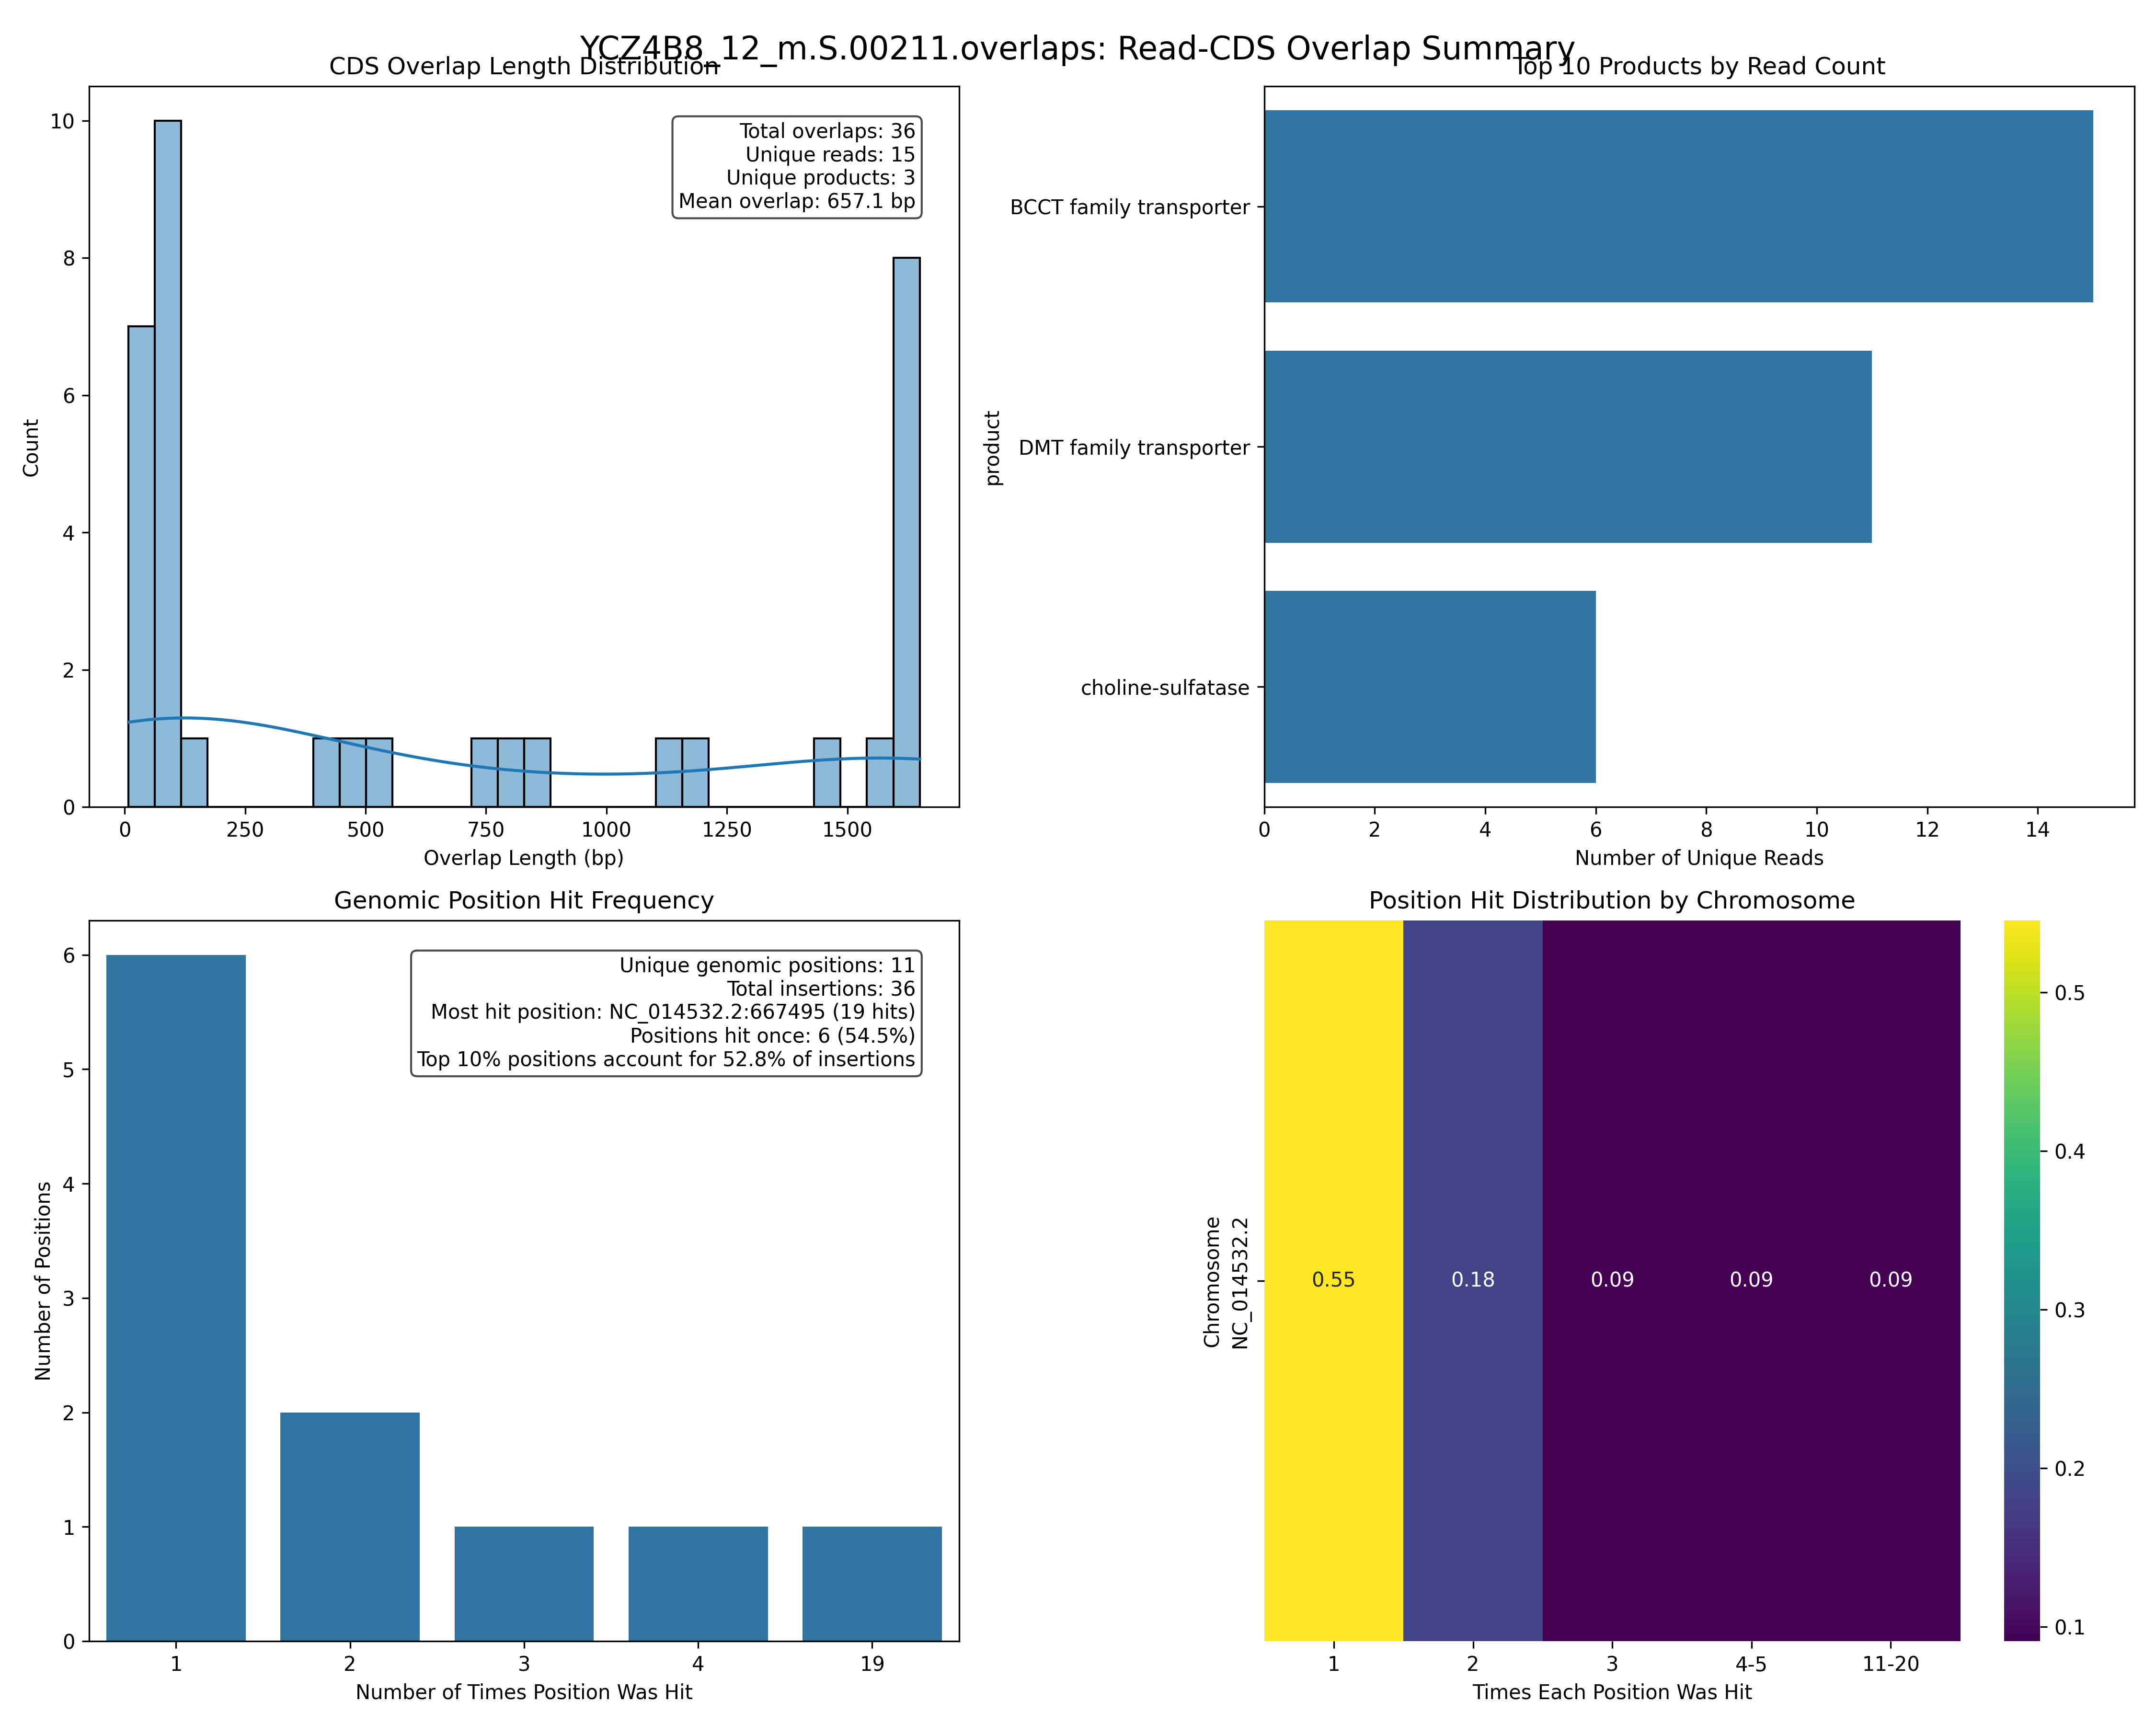 YCZ4B8_12_m.S.00211.overlaps: Read-CDS Overlap Summary
CDS Overlap Length Distribution
Total overlaps: 36
Unique reads: 15
Unique products: 3
Mean overlap: 657.1 bp
10
8
6
4
2
0
Count
0 250 500 750 1000 1250 1500
Overlap Length (bp)
Top 10 Products by Read Count
product
BCCT family transporter
DMT family transporter
choline-sulfatase
0 2 4 6 8 10 12 14
Number of Unique Reads
Genomic Position Hit Frequency
Unique genomic positions: 11
Total insertions: 36
Most hit position: NC_014532.2:667495 (19 hits)
Positions hit once: 6 (54.5%)
Top 10% positions account for 52.8% of insertions
6
5
4
3
2
1
0
Number of Positions
1 2 3 4 19
Number of Times Position Was Hit
Position Hit Distribution by Chromosome
Chromosome
NC_014532.2
0.55 0.18 0.09 0.09 0.09
1 2 3 4-5 11-20
Times Each Position Was Hit
0.5
0.4
0.3
0.2
0.1